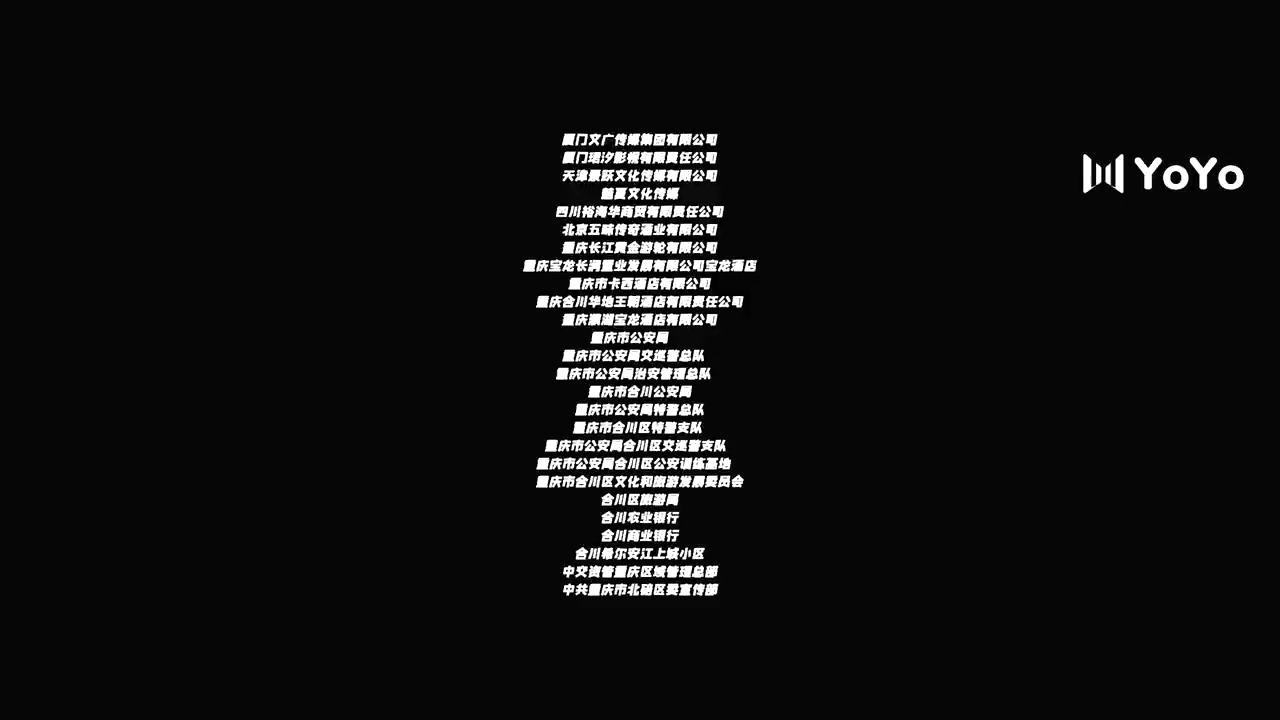 厦门文广传媒集团有限公司
厦门珺汐影视有限责任公司
天津景跃文化传媒有限公司
夏文化传媒
四川裕海华商贸有限责任公司
北京五味传奇酒业有限公司
重庆长江黄金游轮有限公司
重庆宝龙长润置业发展有限公司宝龙酒店
重庆市卡西酒店有限公司
重庆合川华地王朝酒店有限责任公司
重庆濮湖宝龙酒店有限公司
重庆市公安局
重庆市公安局交巡警总队
重庆市公安局治安管理总队
重庆市合川公安局
重庆市公安局特警总队
重庆市合川区特警支队
重庆市公安局合川区交巡警支队
重庆市公安局合川区公安训练基地
重庆市合川区文化和旅游发展委员会
合川区旅游局
合川农业银行
合川商业银行
合川希尔安江上城小区
中交资管重庆区域管理总部
中共重庆市北碚区委宣传部
YoYo